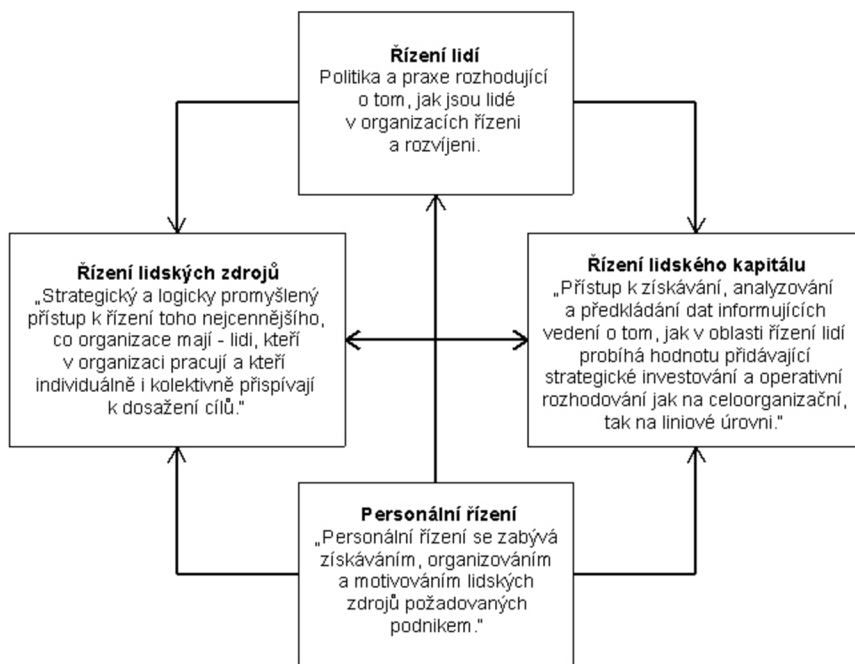 Řízení lidí
Politika a praxe rozhodující
o tom, jak jsou lidé
v organizacích řízeni
a rozvíjeni.
Řízení lidských zdrojů
„Strategický a logicky promyšlený
přístup k řízení toho nejcennějšího,
co organizace mají - lidi, kteří
v organizaci pracují a kteří
individuálně i kolektivně přispívají
k dosažení cílů.”
Řízení lidského kapitálu
„Přístup k získávání, analyzování
a předkládání dat informujících
vedení o tom, jak v oblasti řízení lidí
probíhá hodnotu přidávající
strategické investování a operativní
rozhodování jak na celoorganizační,
tak na liniové úrovni.”
Personální řízení
„Personální řízení se zabývá
získáváním, organizováním
a motivováním lidských
zdrojů požadovaných
podnikem.”